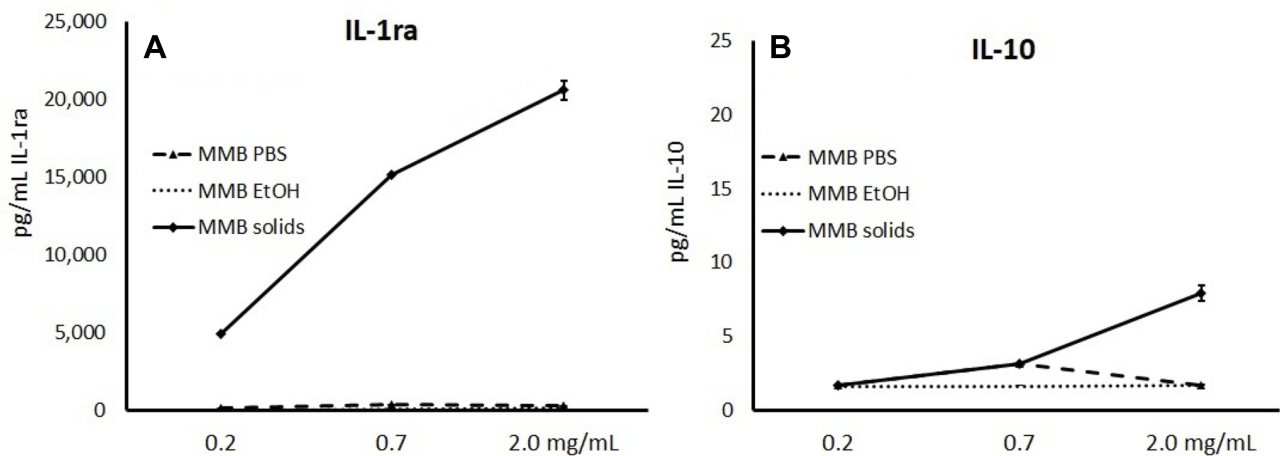 A
IL-1ra
25,000
20,000
15,000
10,000
5,000
0
pg/mL IL-1ra
MMB PBS
MMB EtOH
MMB solids
0.2 0.7 2.0 mg/mL
B
IL-10
25
20
15
10
5
0
pg/mL IL-10
MMB PBS
MMB EtOH
MMB solids
0.2 0.7 2.0 mg/mL